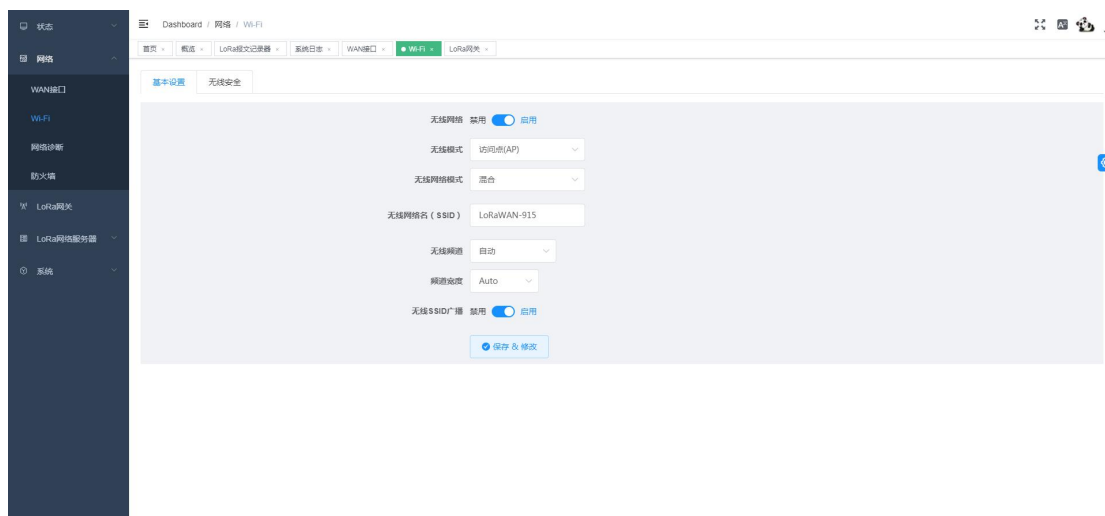 状态
网络
WAN接口
Wi-Fi
网络诊断
防火墙
LoRa网关
LoRa网络服务器
系统
Dashboard / 网络 / Wi-Fi
首页 × 概览 × LoRa报文记录器 × 系统日志 × WAN接口 × Wi-Fi × LoRa网关 ×
基本设置 无线安全
无线网络 禁用 启用
无线模式 访问点(AP)
无线网络模式 混合
无线网络名（SSID） LoRaWAN-915
无线频道 自动
频道宽度 Auto
无线SSID广播 禁用 启用
保存 & 修改